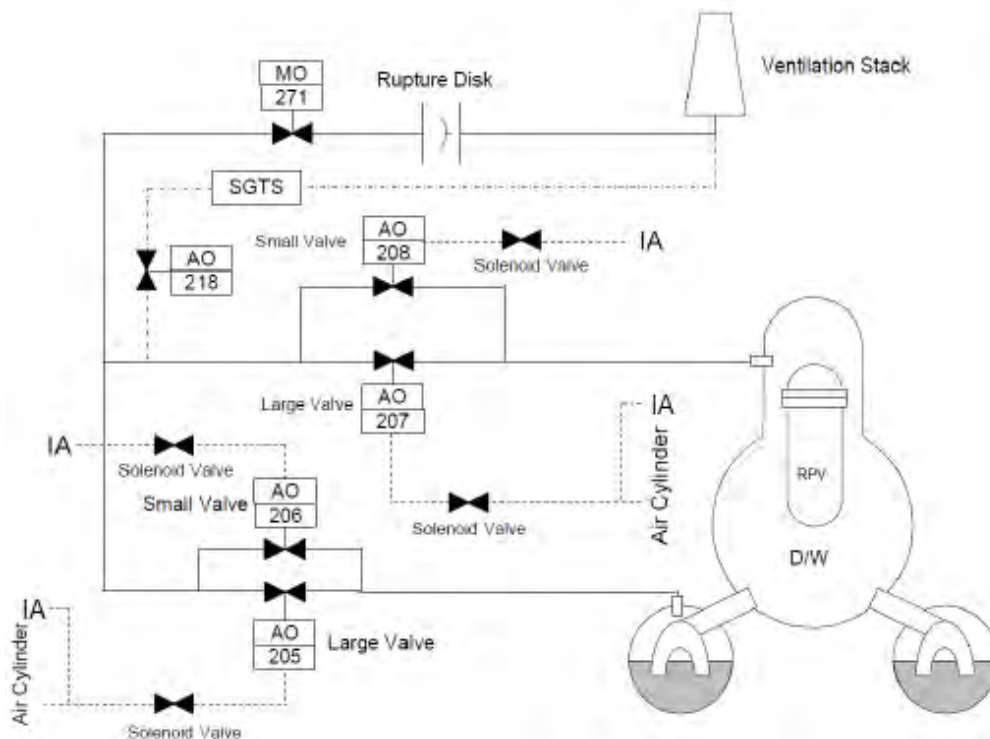 Ventilation Stack
MO
271
Rupture Disk
SGTS
AO
218
Small Valve
AO
208
Solenoid Valve
IA
Large Valve
AO
207
IA
Air Cylinder
Solenoid Valve
IA
Solenoid Valve
Small Valve
AO
206
RPV
D/W
IA
Air Cylinder
AO
205
Large Valve
Solenoid Valve